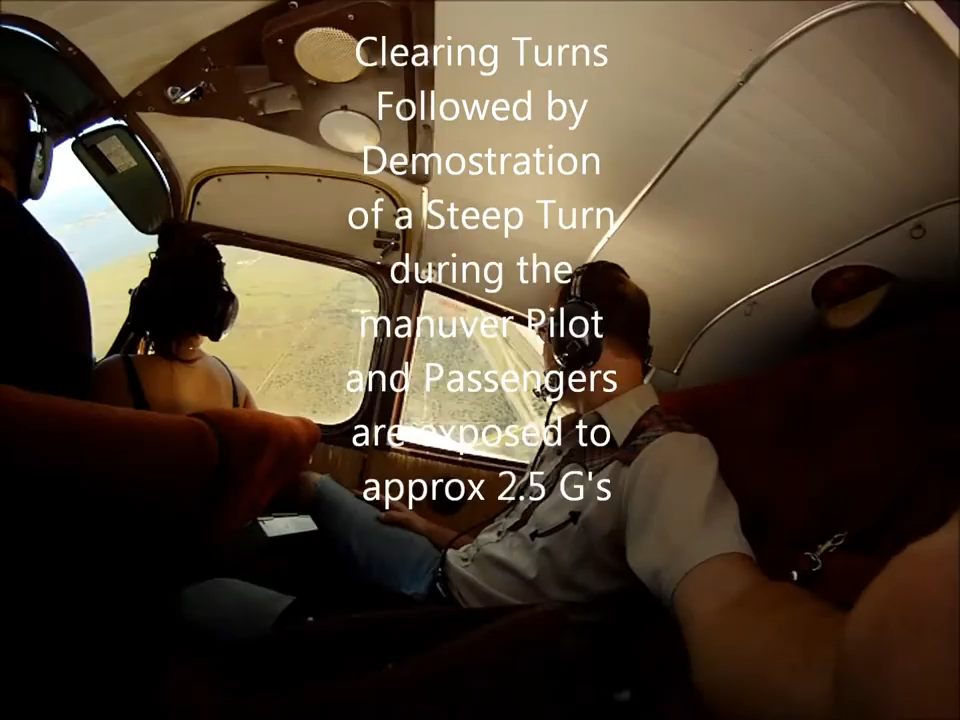 Clearing Turns
Followed by
Demostration
of a Steep Turn
during the
manuver Pilot
and Passengers
are exposed to
approx 2.5 G's